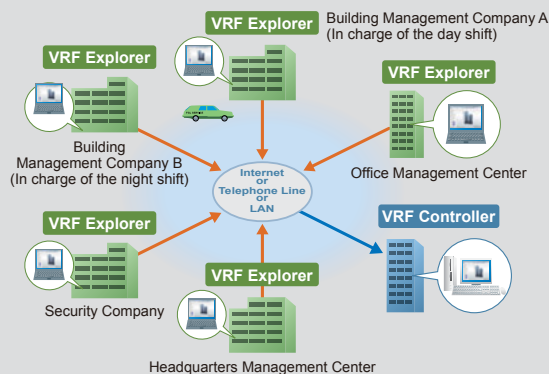 VRF Explorer
Building Management Company A
(In charge of the day shift)
VRF Explorer
Building
Management Company B
(In charge of the night shift)
VRF Explorer
Office Management Center
Internet
or
Telephone Line
or
LAN
VRF Explorer
Security Company
VRF Controller
VRF Explorer
Headquarters Management Center